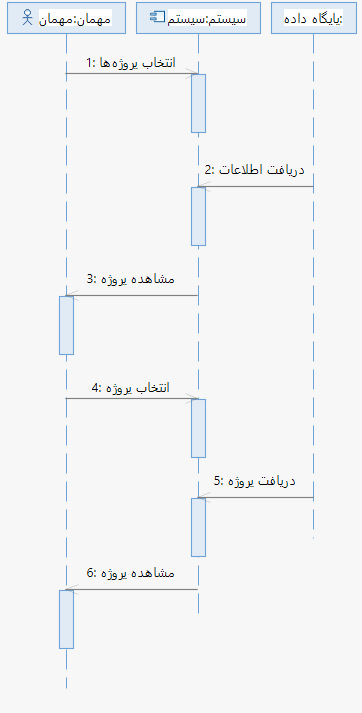 مهمان:مهمان
سیستم:سیستم
پایگاه داده:
1: انتخاب پروژه‌ها
2: دریافت اطلاعات
3: مشاهده پروژه
4: انتخاب پروژه
5: دریافت پروژه
6: مشاهده پروژه